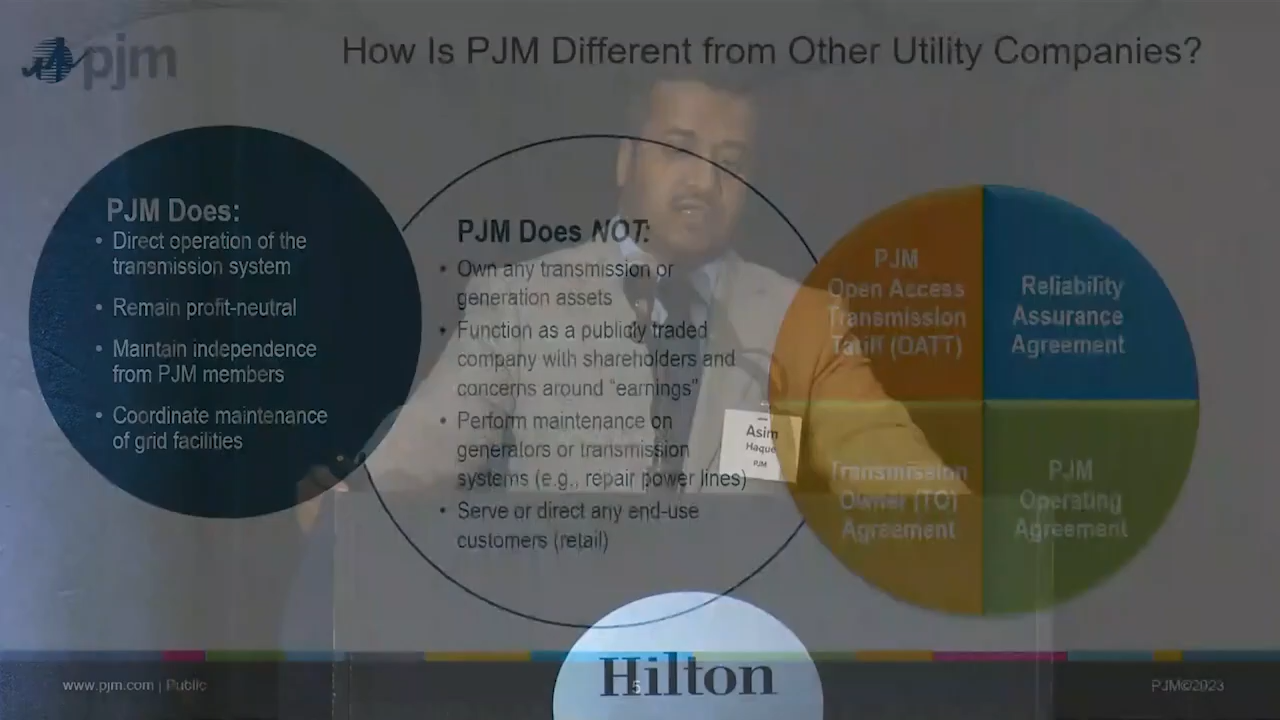 pjm
How Is PJM Different from Other Utility Companies?
PJM Does:
• Direct operation of the
transmission system
• Remain profit-neutral
• Maintain independence
from PJM members
• Coordinate maintenance
of grid facilities
PJM Does NOT:
• Own any transmission or
generation assets
• Function as a publicly traded
company with shareholders and
concerns around “earnings”
• Perform maintenance on
generators or transmission
systems (e.g., repair power lines)
• Serve or direct any end-use
customers (retail)
PJM
Open Access
Transmission
Tariff (OATT)
Reliability
Assurance
Agreement
Transmission
Owner (TO)
Agreement
PJM
Operating
Agreement
Asim
Haque
PJM
Hilton
www.pjm.com | Public
5
PJM©2023